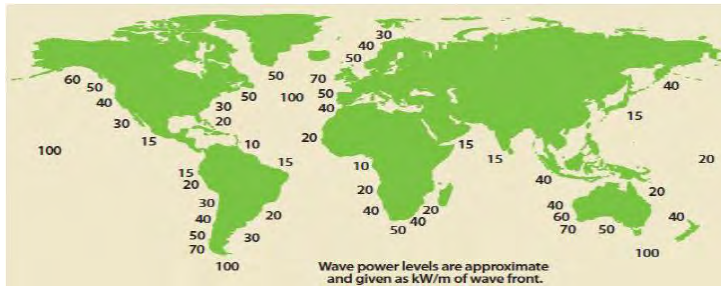 30
40
50
60 50 70 40
50 50 100 50
40 30 40
30 20 15
15 10 20 15 15
100 20
15 15 10 40
20 20 20 20
30 20 40 40 40
40 50 60 50 40
50 30 70
70 100
100
Wave power levels are approximate
and given as kW/m of wave front.